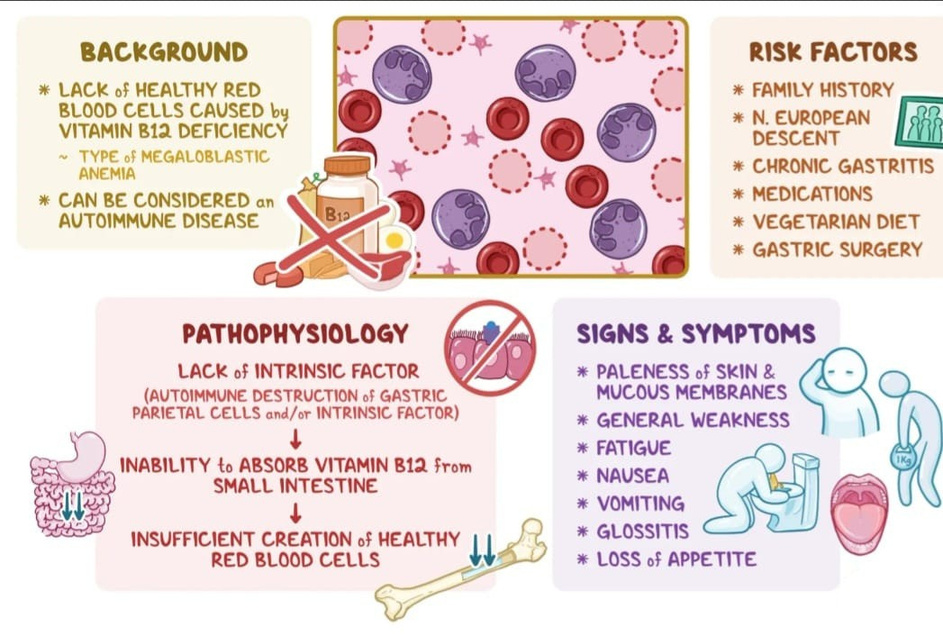 BACKGROUND
* LACK of HEALTHY RED
BLOOD CELLS CAUSED by
VITAMIN B12 DEFICIENCY
~ TYPE of MEGALOBLASTIC
ANEMIA
* CAN BE CONSIDERED an
AUTOIMMUNE DISEASE
B12
RISK FACTORS
* FAMILY HISTORY
* N. EUROPEAN
DESCENT
* CHRONIC GASTRITIS
* MEDICATIONS
* VEGETARIAN DIET
* GASTRIC SURGERY
PATHOPHYSIOLOGY
LACK of INTRINSIC FACTOR
(AUTOIMMUNE DESTRUCTION of GASTRIC
PARIETAL CELLS and/or INTRINSIC FACTOR)
↓
INABILITY to ABSORB VITAMIN B12 from
SMALL INTESTINE
↓
INSUFFICIENT CREATION of HEALTHY
RED BLOOD CELLS
SIGNS & SYMPTOMS
* PALENESS of SKIN &
MUCOUS MEMBRANES
* GENERAL WEAKNESS
* FATIGUE
* NAUSEA
* VOMITING
* GLOSSITIS
* LOSS of APPETITE
1Kg